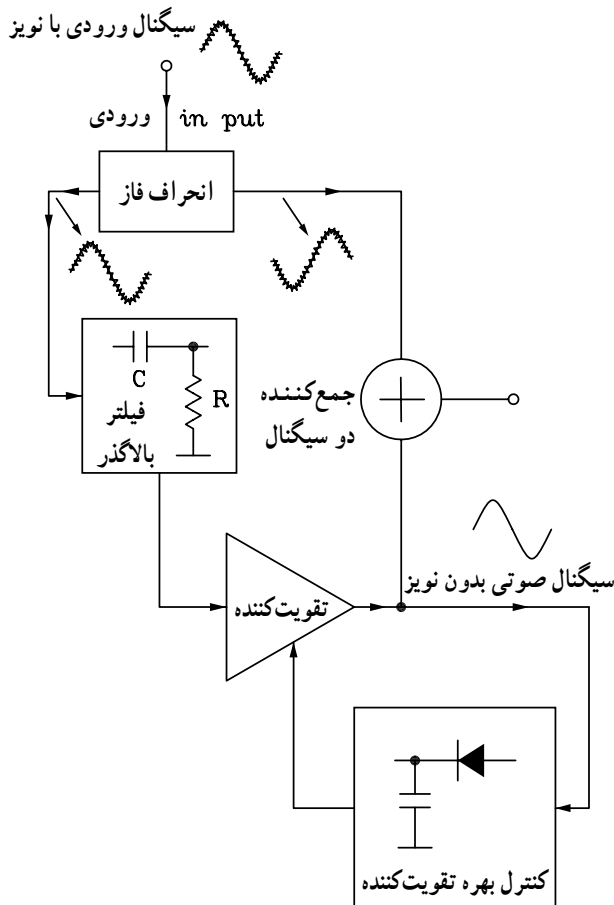 سیگنال ورودی با نویز
ورودی in put
انحراف فاز
C
R
فیلتر
بالاگذر
جمع‌کننده
دو سیگنال
سیگنال صوتی بدون نویز
تقویت‌کننده
کنترل بهره تقویت‌کننده